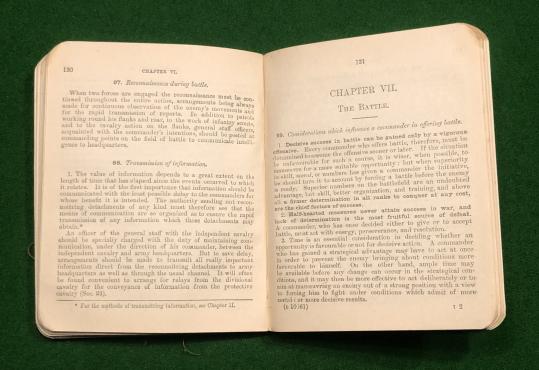 130
CHAPTER VI.
97. Reconnaissance during battle.
When two forces are engaged the reconnaissance must be con-
tinued throughout the entire action, arrangements being always
made for continuous observation of the enemy's movements and
for the rapid transmission of reports. In addition to patrols
working round his flanks and rear, to the work of infantry scouts,
and to the cavalry action on the flanks, general staff officers,
acquainted with the commander's intentions, should be posted at
commanding points on the field of battle to communicate intelli-
gence to headquarters.
98. Transmission of information.
1. The value of information depends to a great extent on the
length of time that has elapsed since the events occurred to which
it relates. It is of the first importance that information should be
communicated with the least possible delay to the commander for
whose benefit it is intended. The authority sending out recon-
noitring detachments of any kind must therefore see that the
means of communication are so organized as to ensure the rapid
transmission of any information which those detachments may
obtain.*
An officer of the general staff with the independent cavalry
should be specially charged with the duty of maintaining com-
munication, under the direction of his commander, between the
independent cavalry and army headquarters. But to save delay,
arrangements should be made to transmit all really important
information direct from the reconnoitring detachments to army
headquarters as well as through the usual channel. It will often
be found convenient to arrange for relays from the divisional
cavalry for the conveyance of information from the protective
cavalry
* For the methods of transmitting information, see Chapter II.
131
CHAPTER VII.
THE BATTLE.
99. Considerations which influence a commander in offering battle.
1. Decisive success in battle can be gained only by a vigorous
offensive. Every commander who offers battle, therefore, must be
determined to assume the offensive sooner or later. If the situation
be unfavourable for such a course, it is wiser, when possible, to
manœuvre for a more suitable opportunity; but when superiority
in skill, morale, or numbers has given a commander the initiative,
he should turn it to account by forcing a battle before the enemy
is ready. Superior numbers on the battlefield are an undoubted
advantage, but skill, better organization, and training, and above
all a firmer determination in all ranks to conquer at any cost,
are the chief factors of success.
2. Half-hearted measures never attain success in war, and
lack of determination is the most fruitful source of defeat.
A commander, who has once decided either to give or to accept
battle, must act with energy, perseverance, and resolution.
3. Time is an essential consideration in deciding whether an
opportunity is favourable or not for decisive action. A commander
who has gained a strategical advantage may have to act at once
in order to prevent the enemy bringing about conditions more
favourable to himself. On the other hand, ample time may
be available before any change can occur in the strategical con-
ditions, and it may then be more effective to act deliberately or to
aim at manœuvring an enemy out of a strong position with a view
to forcing him to fight under conditions which admit of more
decisive results.
(B 10161)
I 2